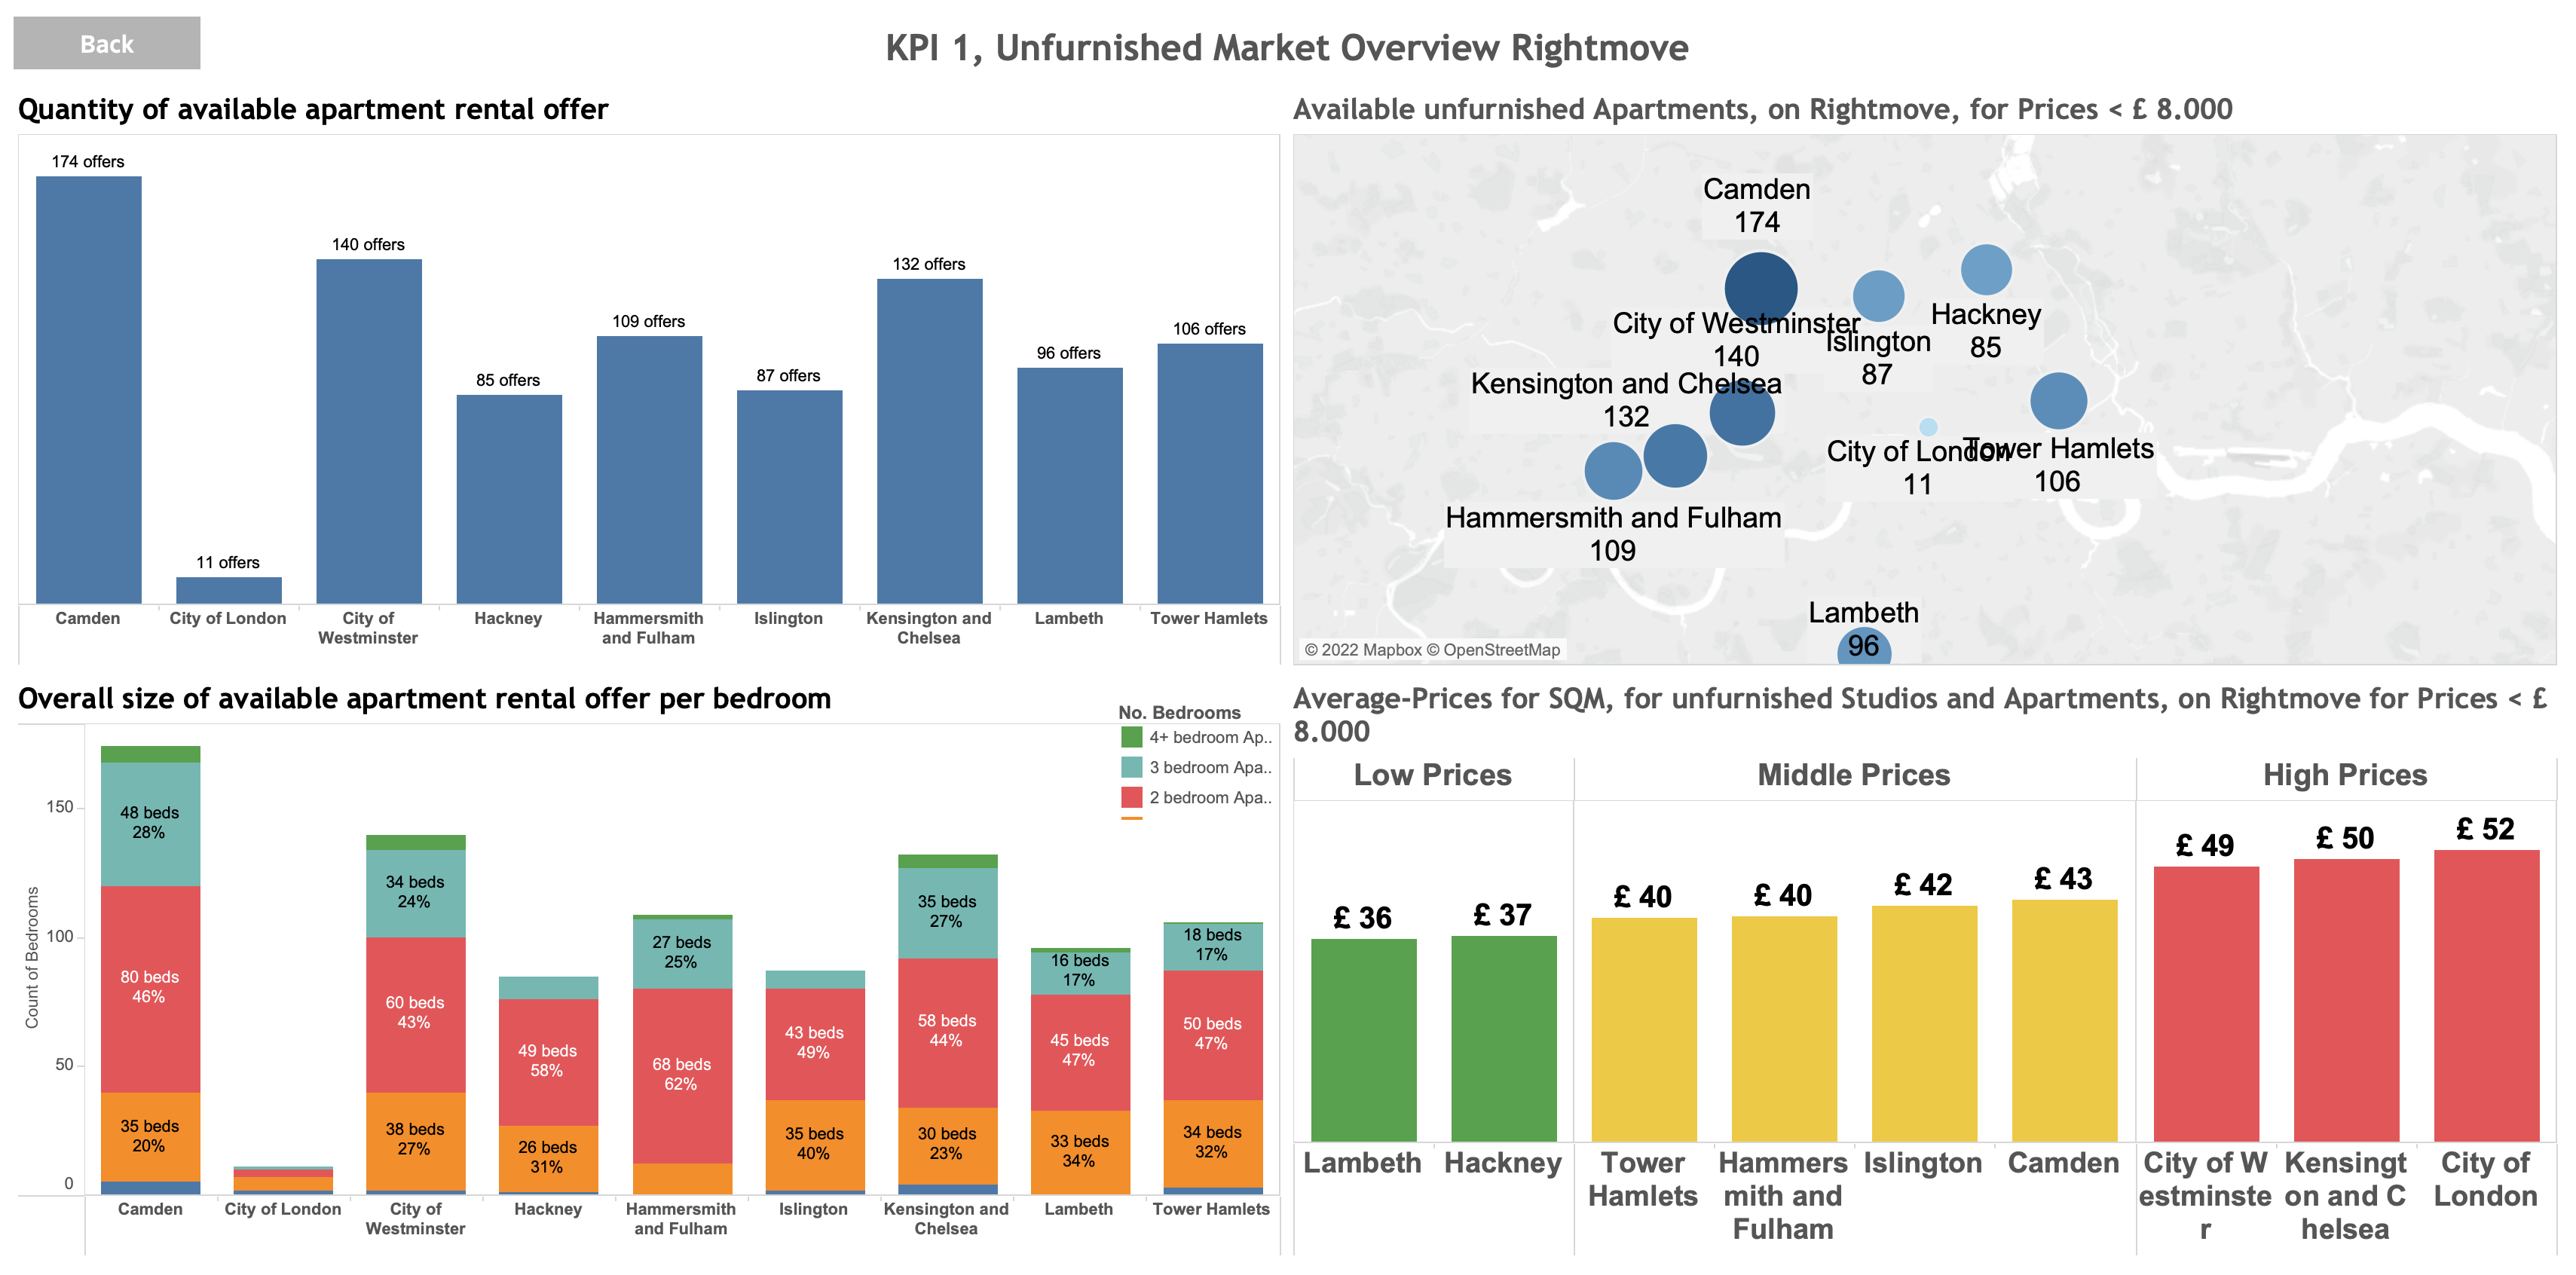 Back
KPI 1, Unfurnished Market Overview Rightmove
Quantity of available apartment rental offer
174 offers
11 offers
140 offers
85 offers
109 offers
87 offers
132 offers
96 offers
106 offers
Camden
City of London
City of
Westminster
Hackney
Hammersmith
and Fulham
Islington
Kensington and
Chelsea
Lambeth
Tower Hamlets
Available unfurnished Apartments, on Rightmove, for Prices < £ 8.000
Camden
174
City of Westminster
140
Islington
87
Hackney
85
Kensington and Chelsea
132
City of London
11
Tower Hamlets
106
Hammersmith and Fulham
109
Lambeth
96
© 2022 Mapbox © OpenStreetMap
Overall size of available apartment rental offer per bedroom
No. Bedrooms
4+ bedroom Ap..
3 bedroom Apa..
2 bedroom Apa..
Count of Bedrooms
150
100
50
0
48 beds
28%
80 beds
46%
35 beds
20%
34 beds
24%
60 beds
43%
38 beds
27%
49 beds
58%
26 beds
31%
27 beds
25%
68 beds
62%
43 beds
49%
35 beds
40%
35 beds
27%
58 beds
44%
30 beds
23%
16 beds
17%
45 beds
47%
33 beds
34%
18 beds
17%
50 beds
47%
34 beds
32%
Camden
City of London
City of
Westminster
Hackney
Hammersmith
and Fulham
Islington
Kensington and
Chelsea
Lambeth
Tower Hamlets
Average-Prices for SQM, for unfurnished Studios and Apartments, on Rightmove for Prices < £
8.000
Low Prices
Middle Prices
High Prices
£ 36
£ 37
£ 40
£ 40
£ 42
£ 43
£ 49
£ 50
£ 52
Lambeth
Hackney
Tower
Hamlets
Hammers
mith and
Fulham
Islington
Camden
City of W
estminste
r
Kensingt
on and C
helsea
City of
London